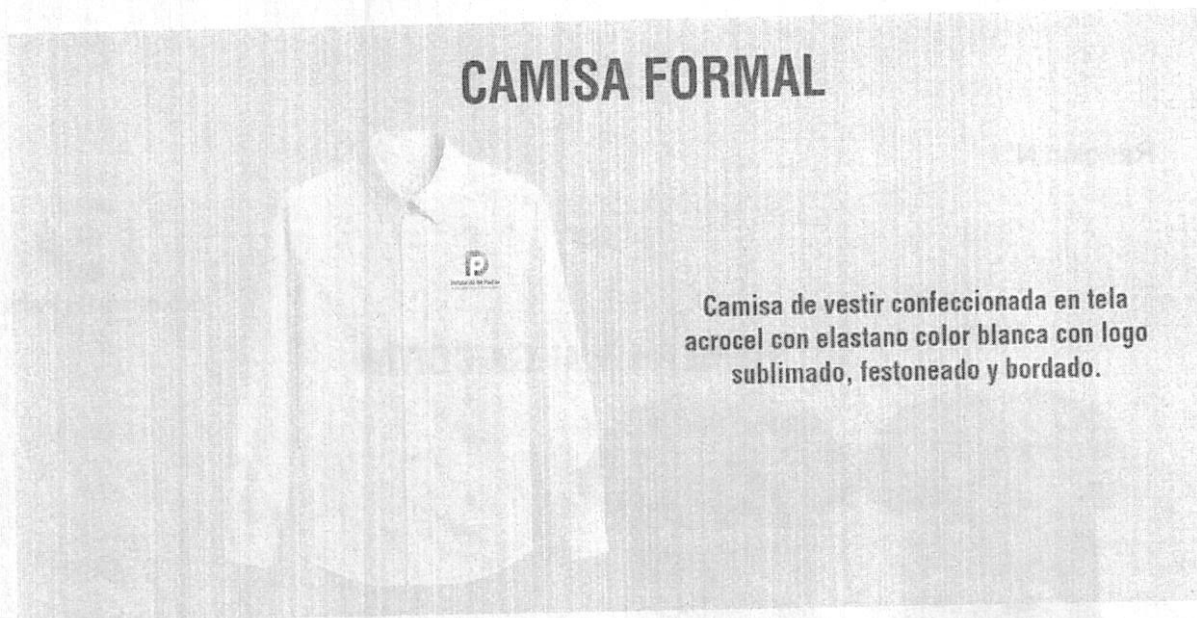 CAMISA FORMAL
P
Camisa de vestir confeccionada en tela
acrocel con elastano color blanca con logo
sublimado, festoneado y bordado.